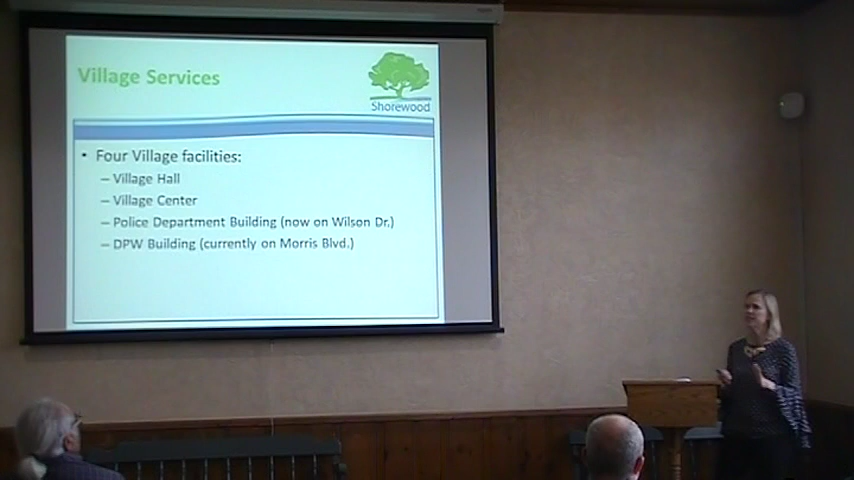 Village Services
Shorewood
• Four Village facilities:
– Village Hall
– Village Center
– Police Department Building (now on Wilson Dr.)
– DPW Building (currently on Morris Blvd.)